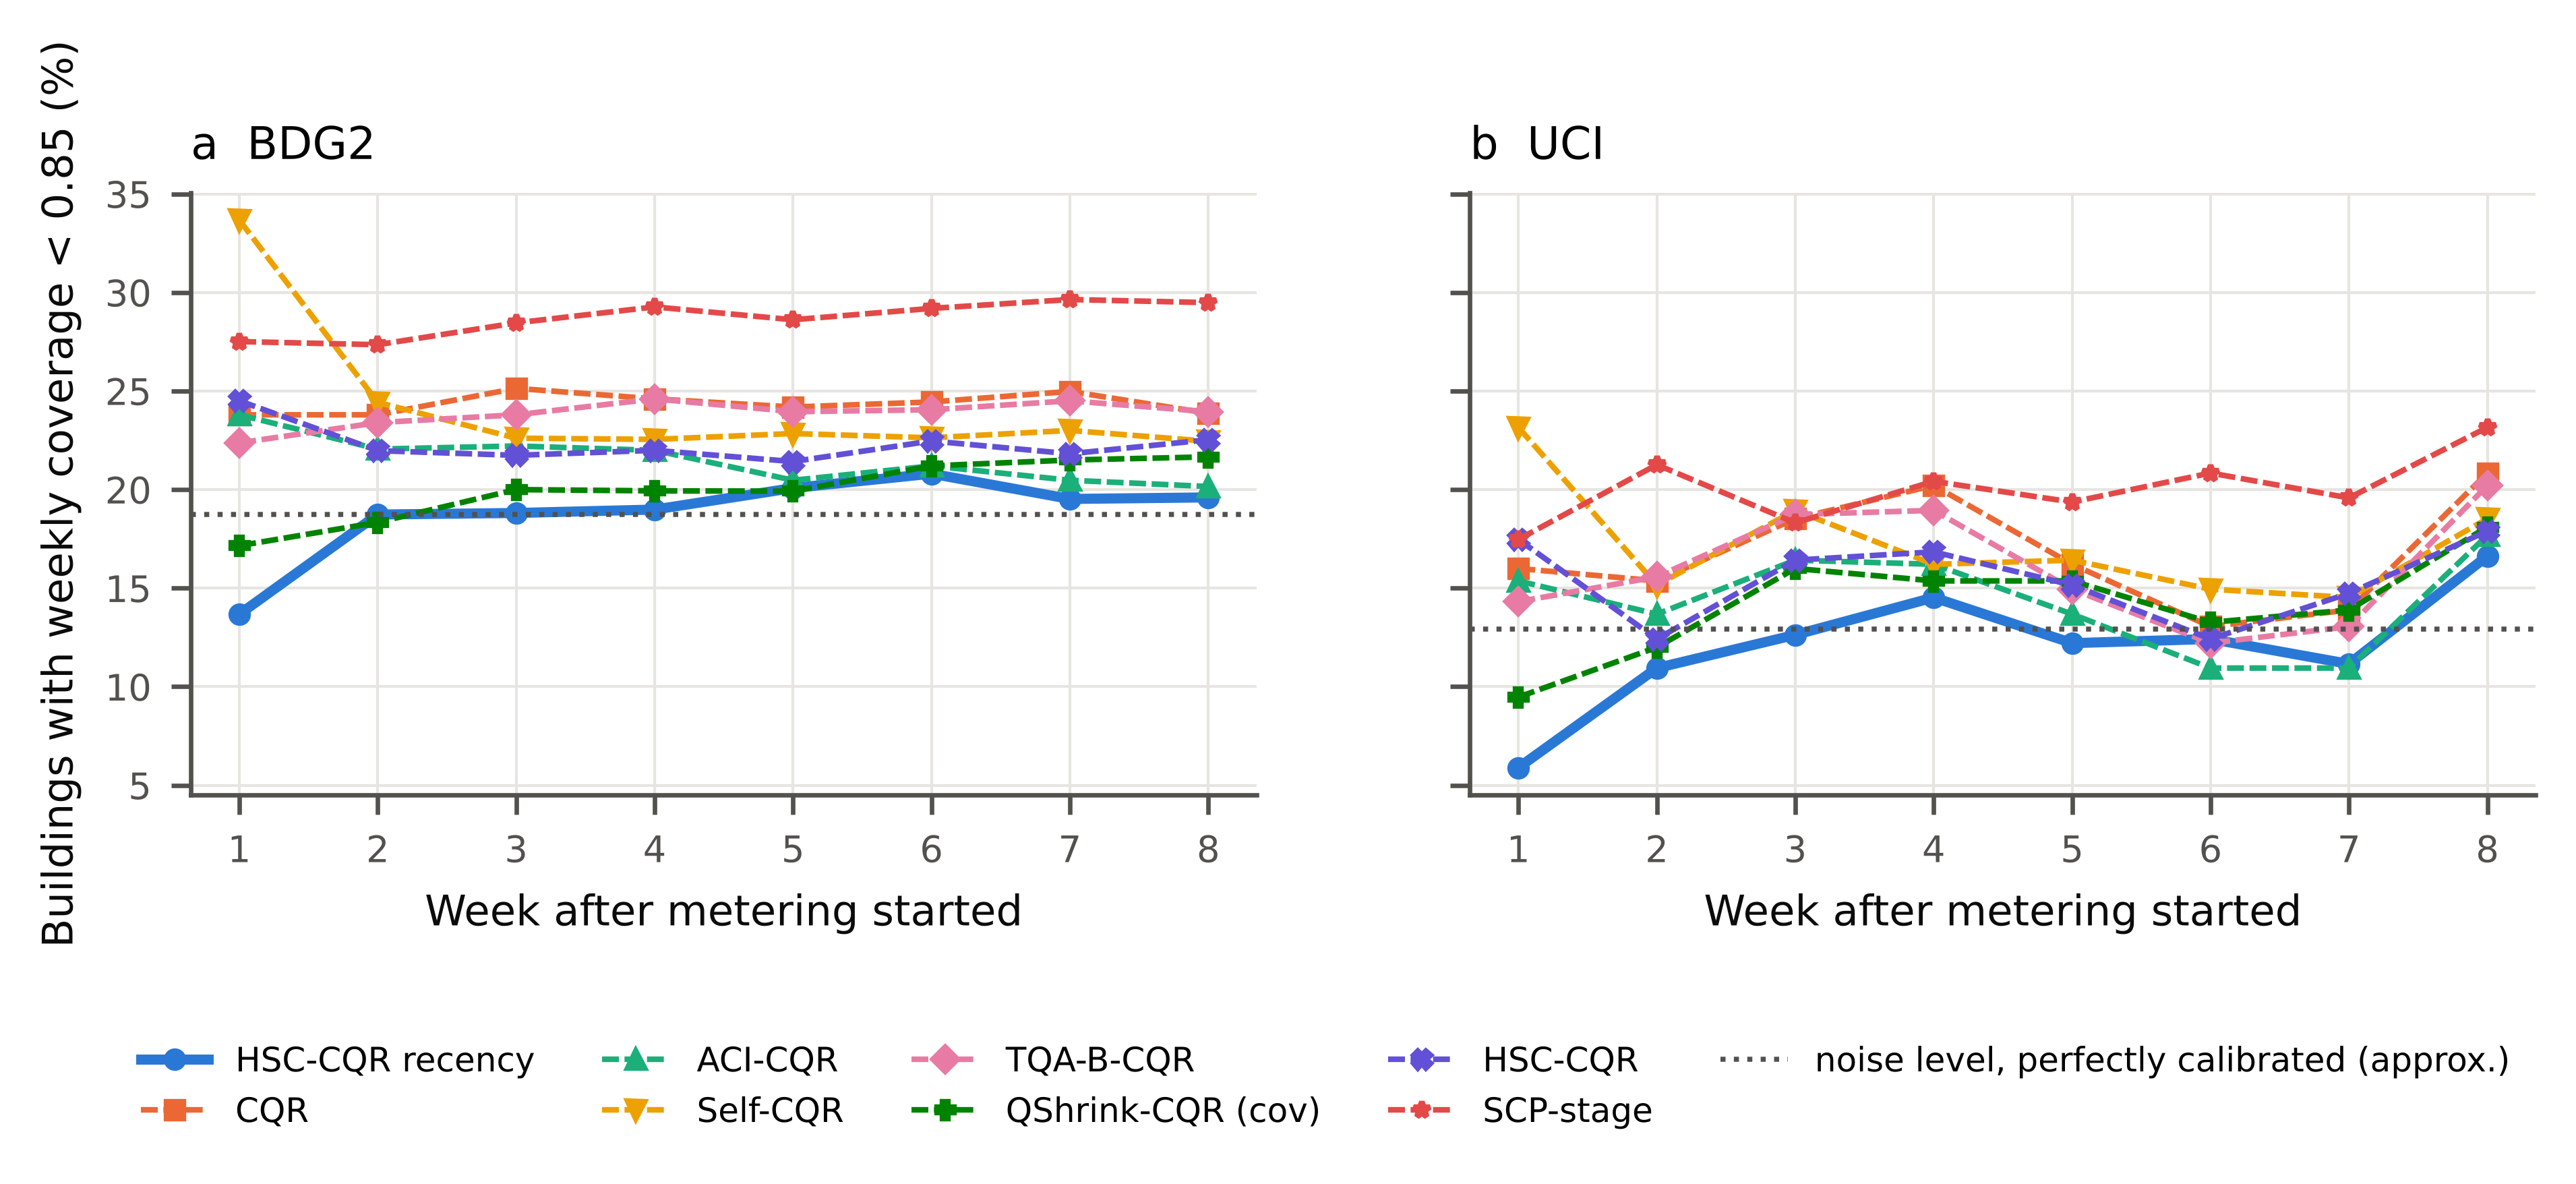 Buildings with weekly coverage < 0.85 (%)
a BDG2
35
30
25
20
15
10
5
1 2 3 4 5 6 7 8
Week after metering started
b UCI
1 2 3 4 5 6 7 8
Week after metering started
HSC-CQR recency
CQR
ACI-CQR
Self-CQR
TQA-B-CQR
QShrink-CQR (cov)
HSC-CQR
SCP-stage
noise level, perfectly calibrated (approx.)